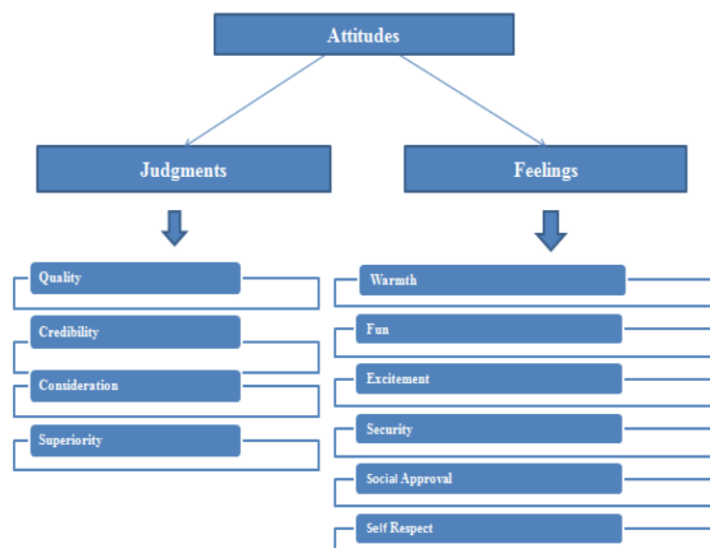 Attitudes
Judgments
Feelings
Quality
Credibility
Consideration
Superiority
Warmth
Fun
Excitement
Security
Social Approval
Self Respect